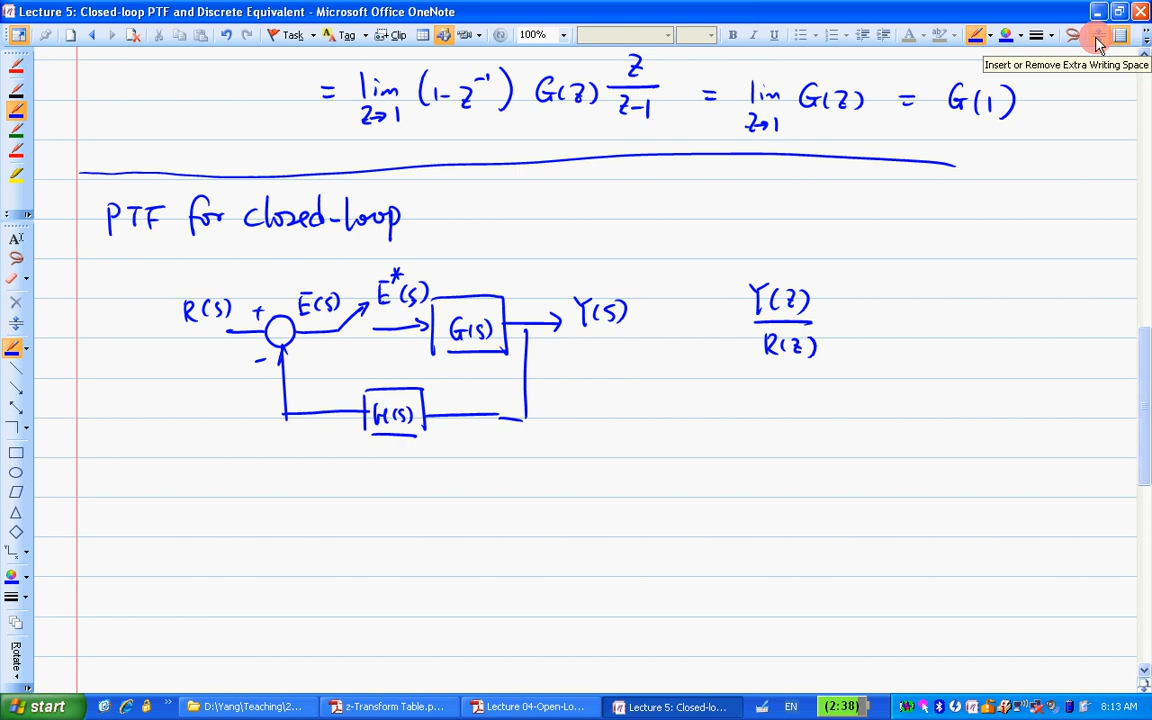 Lecture 5: Closed-loop PTF and Discrete Equivalent - Microsoft Office OneNote
Task Tag Clip 100% B I U
Insert or Remove Extra Writing Space
= lim z→1 (1-z⁻¹) G(z) z/(z-1) = lim z→1 G(z) = G(1)
PTF for closed-loop
R(s) + E(s) E*(s) G(s) Y(s) Y(z)/R(z)
−
H(s)
Rotate
start D:\Yang\Teaching\2... z-Transform Table.p... Lecture 04-Open-Lo... Lecture 5: Closed-lo... EN (2:38) 8:13 AM